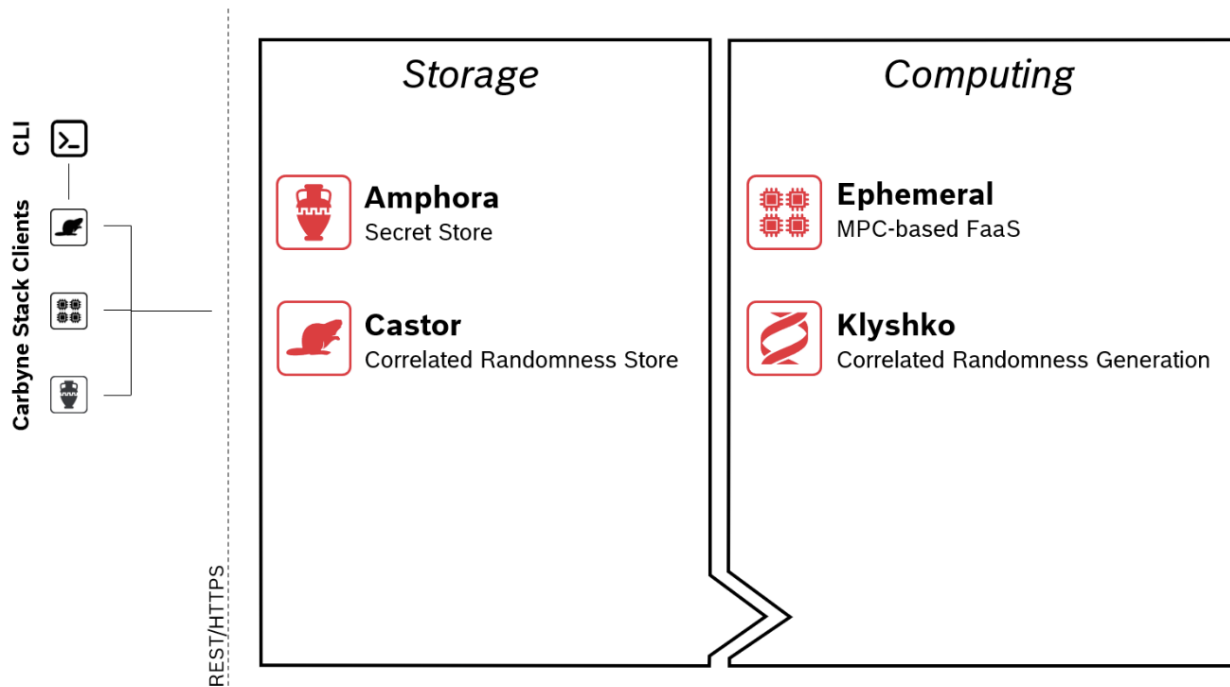 CLI
Carbyne Stack Clients
REST/HTTPS
Storage
Amphora
Secret Store
Castor
Correlated Randomness Store
Computing
Ephemeral
MPC-based FaaS
Klyshko
Correlated Randomness Generation